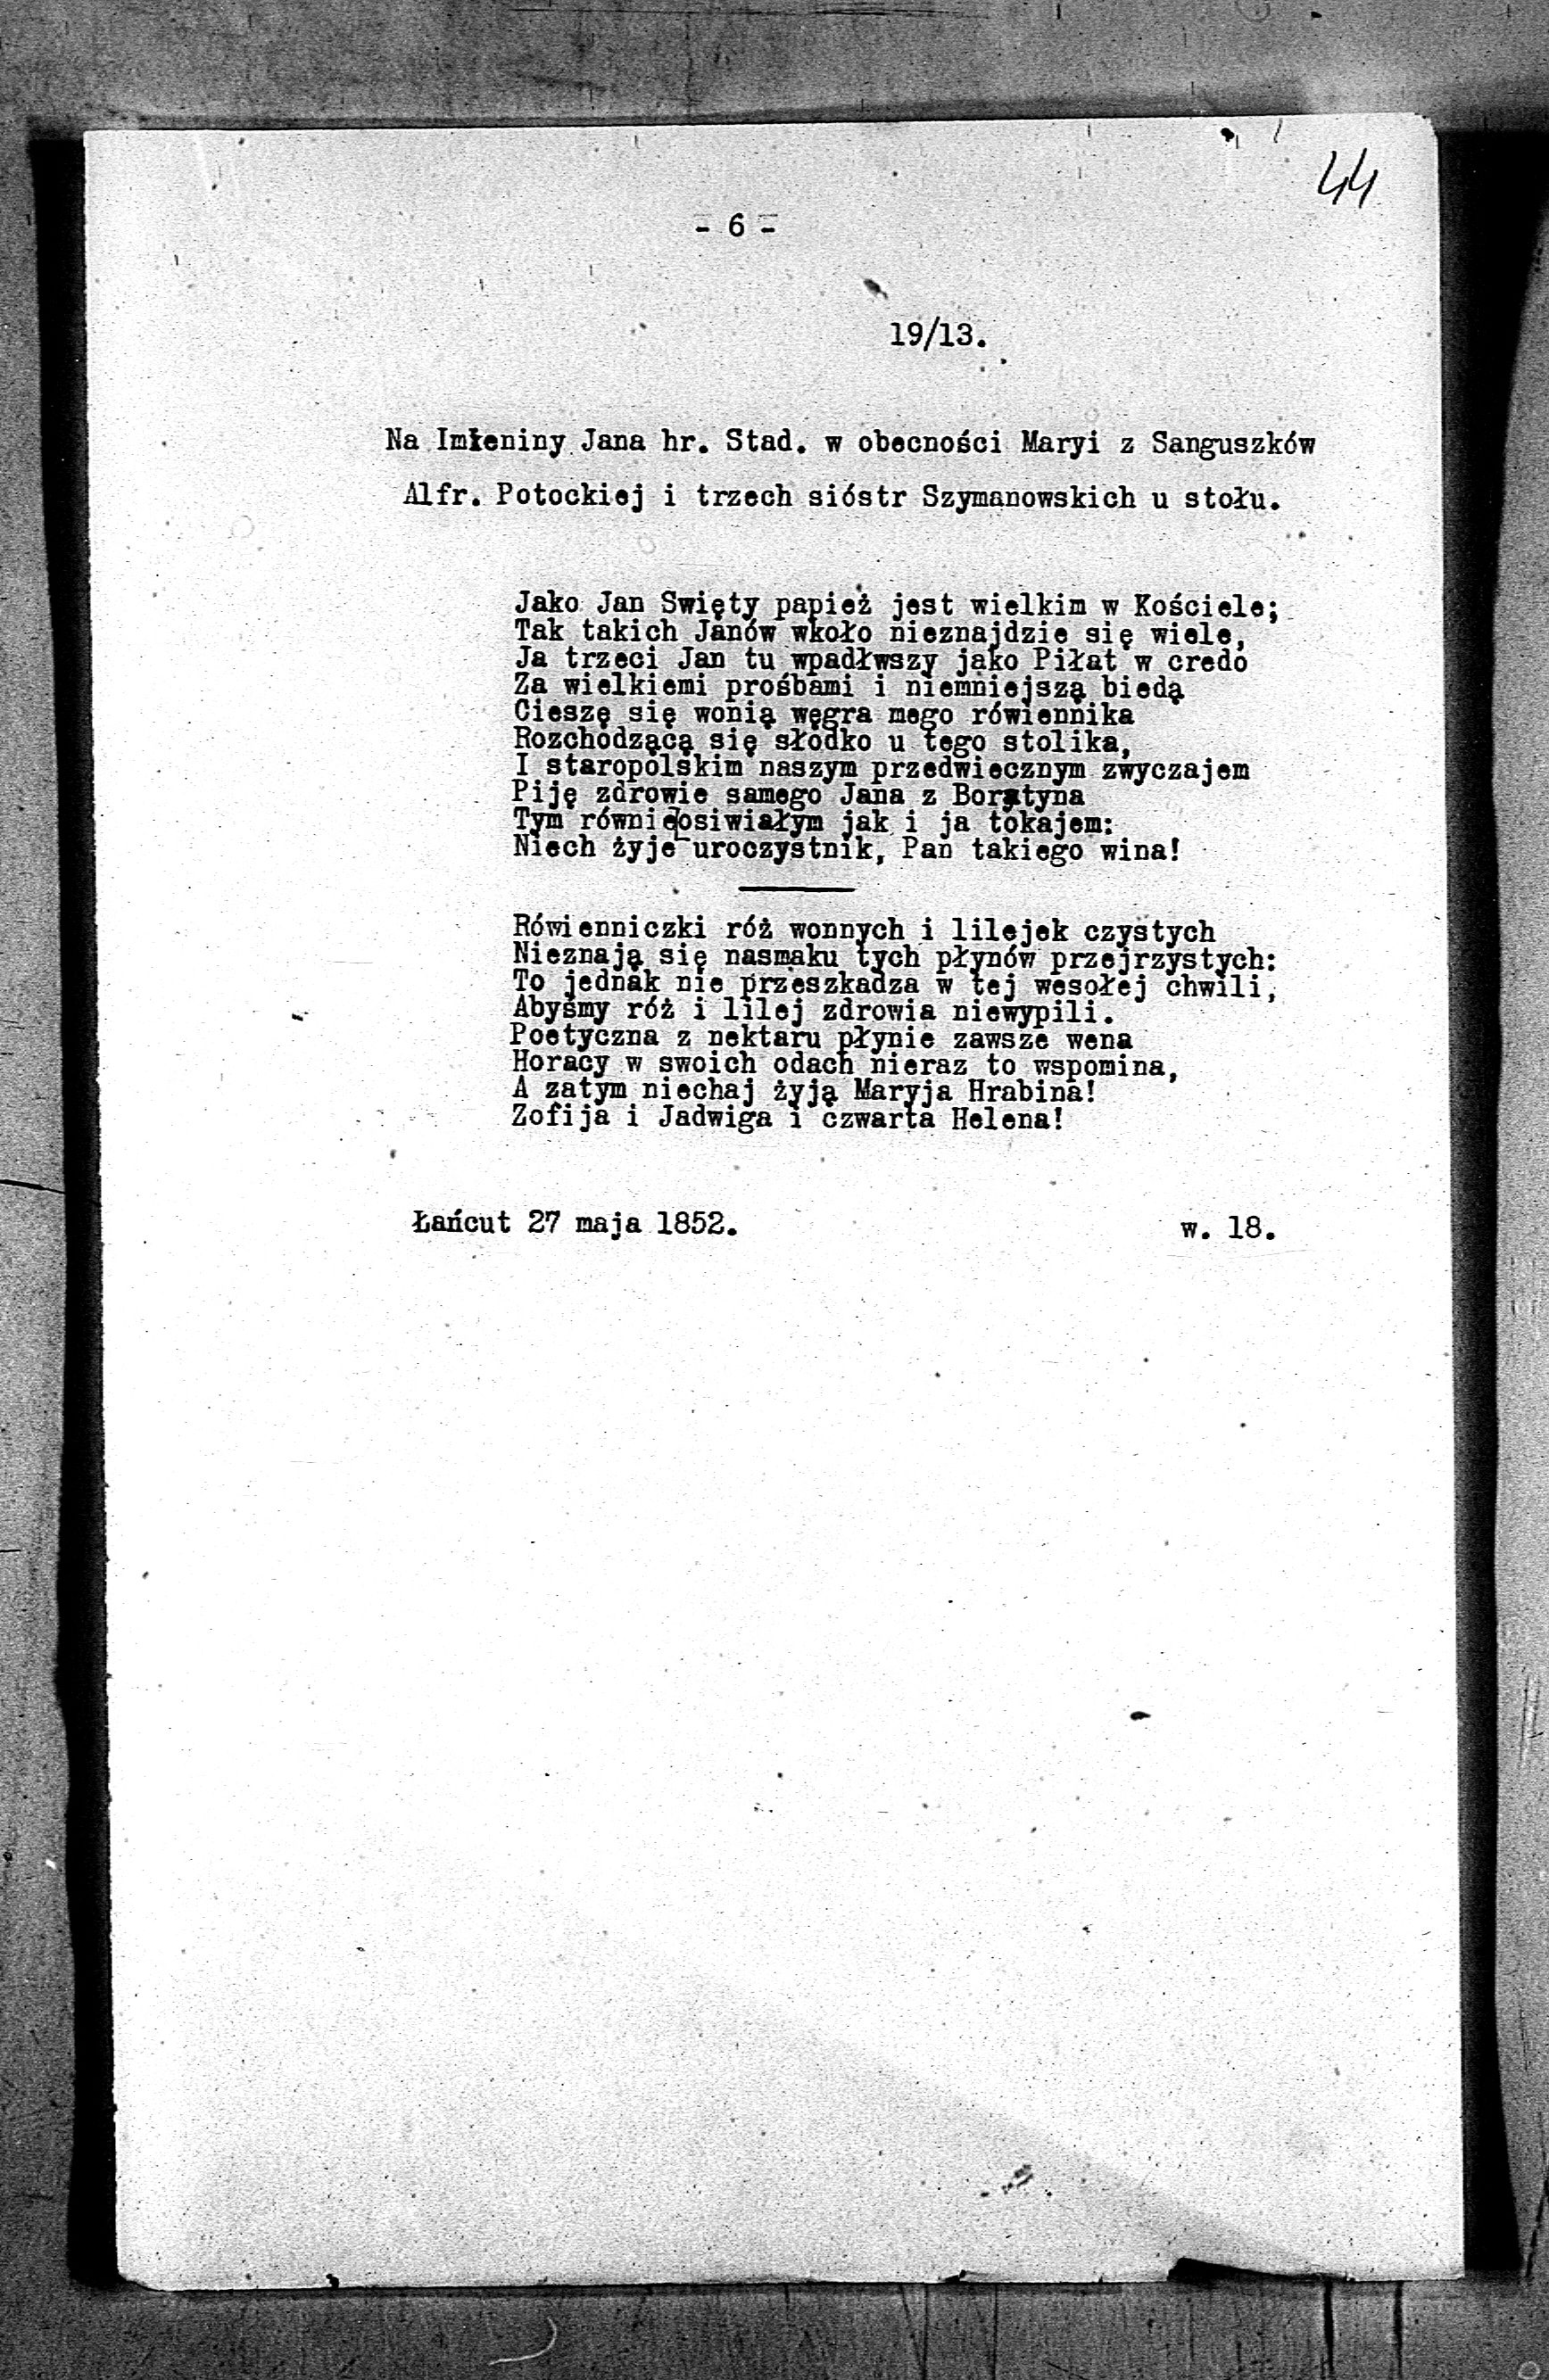 44
- 6 -
19/13.
Na Imieniny Jana hr. Stad. w obecności Maryi z Sanguszków
Alfr. Potockiej i trzech sióstr Szymanowskich u stołu.
Jako Jan Swięty papież jest wielkim w Kościele;
Tak takich Janów wkoło nieznajdzie się wiele,
Ja trzeci Jan tu wpadłwszy jako Piłat w credo
Za wielkiemi prośbami i niemniejszą biedą
Cieszę się wonią węgra mego rówiennika
Rozchodzącą się słodko u tego stolika,
I staropolskim naszym przedwiecznym zwyczajem
Piję zdrowie samego Jana z Boratyna
Tym równie osiwiałym jak i ja tokajem:
Niech żyje uroczystnik, Pan takiego wina!
Rówienniczki róż wonnych i lilejek czystych
Nieznają się nasmaku tych płynów przejrzystych:
To jednak nie przeszkadza w tej wesołej chwili,
Abyśmy róż i lilej zdrowia niewypili.
Poetyczna z nektaru płynie zawsze wena
Horacy w swoich odach nieraz to wspomina,
A zatym niechaj żyją Maryja Hrabina!
Zofija i Jadwiga i czwarta Helena!
Łańcut 27 maja 1852.
w. 18.